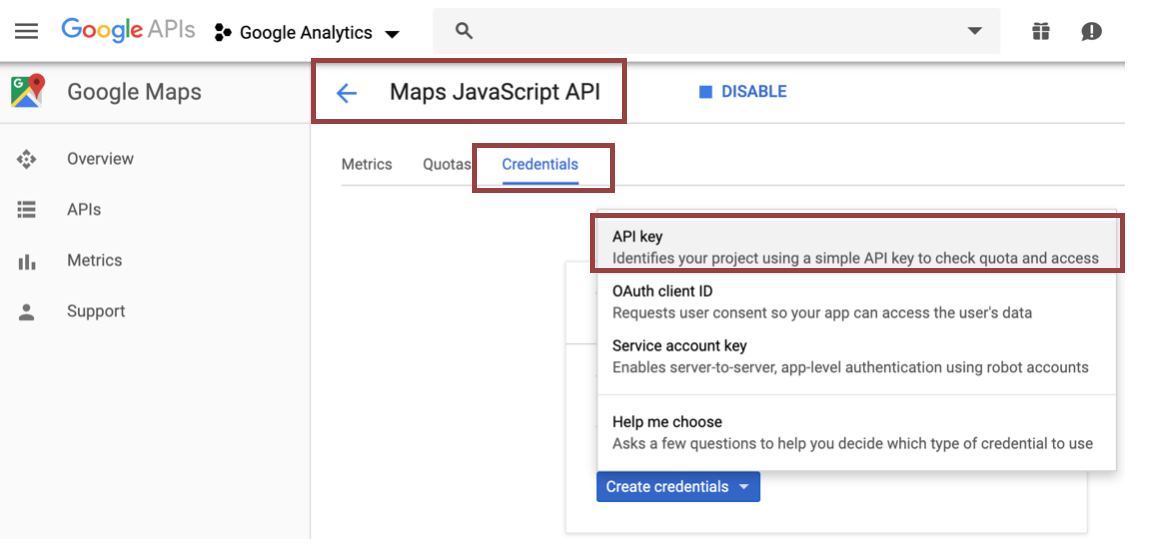 Google APIs
Google Analytics
G
Google Maps
Maps JavaScript API
DISABLE
Overview
APIs
Metrics
Support
Metrics
Quotas
Credentials
API key
Identifies your project using a simple API key to check quota and access
OAuth client ID
Requests user consent so your app can access the user's data
Service account key
Enables server-to-server, app-level authentication using robot accounts
Help me choose
Asks a few questions to help you decide which type of credential to use
Create credentials